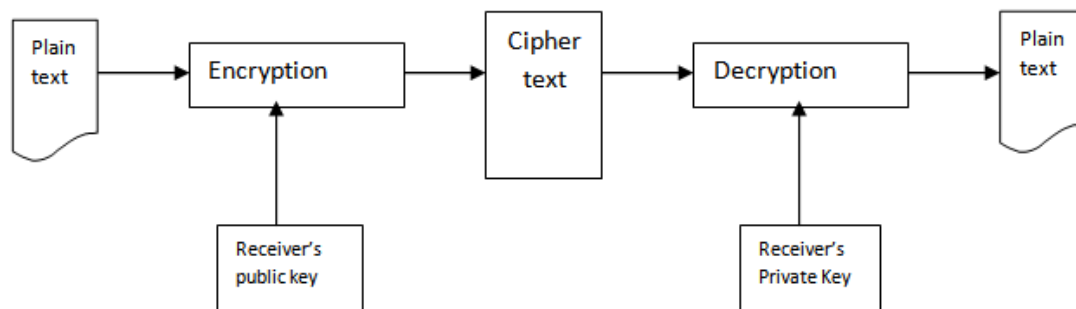 Plain
text
Encryption
Cipher
text
Decryption
Plain
text
Receiver's
public key
Receiver's
Private Key